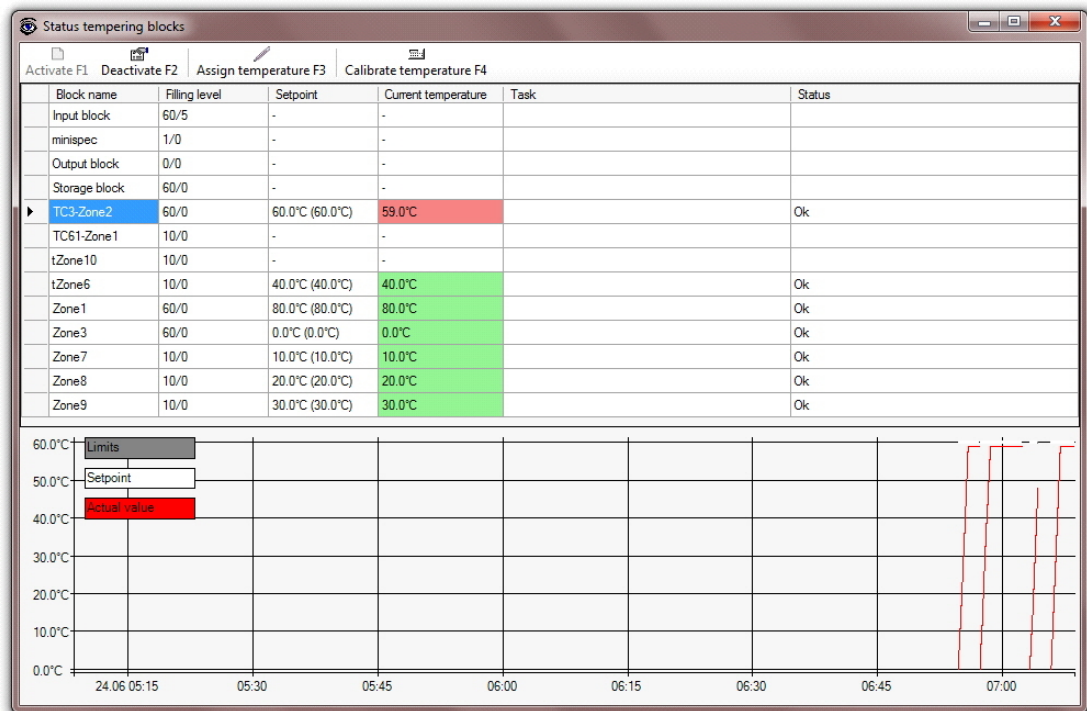 Status tempering blocks
Activate F1 Deactivate F2 Assign temperature F3 Calibrate temperature F4
Block name Filling level Setpoint Current temperature Task Status
Input block 60/5 - -
minispec 1/0 - -
Output block 0/0 - -
Storage block 60/0 - -
TC3-Zone2 60/0 60.0°C (60.0°C) 59.0°C Ok
TC61-Zone1 10/0 - -
tZone10 10/0 - -
tZone6 10/0 40.0°C (40.0°C) 40.0°C Ok
Zone1 60/0 80.0°C (80.0°C) 80.0°C Ok
Zone3 60/0 0.0°C (0.0°C) 0.0°C Ok
Zone7 10/0 10.0°C (10.0°C) 10.0°C Ok
Zone8 10/0 20.0°C (20.0°C) 20.0°C Ok
Zone9 10/0 30.0°C (30.0°C) 30.0°C Ok
60.0°C Limits
50.0°C Setpoint
Actual value
40.0°C
30.0°C
20.0°C
10.0°C
0.0°C
24.06 05:15 05:30 05:45 06:00 06:15 06:30 06:45 07:00